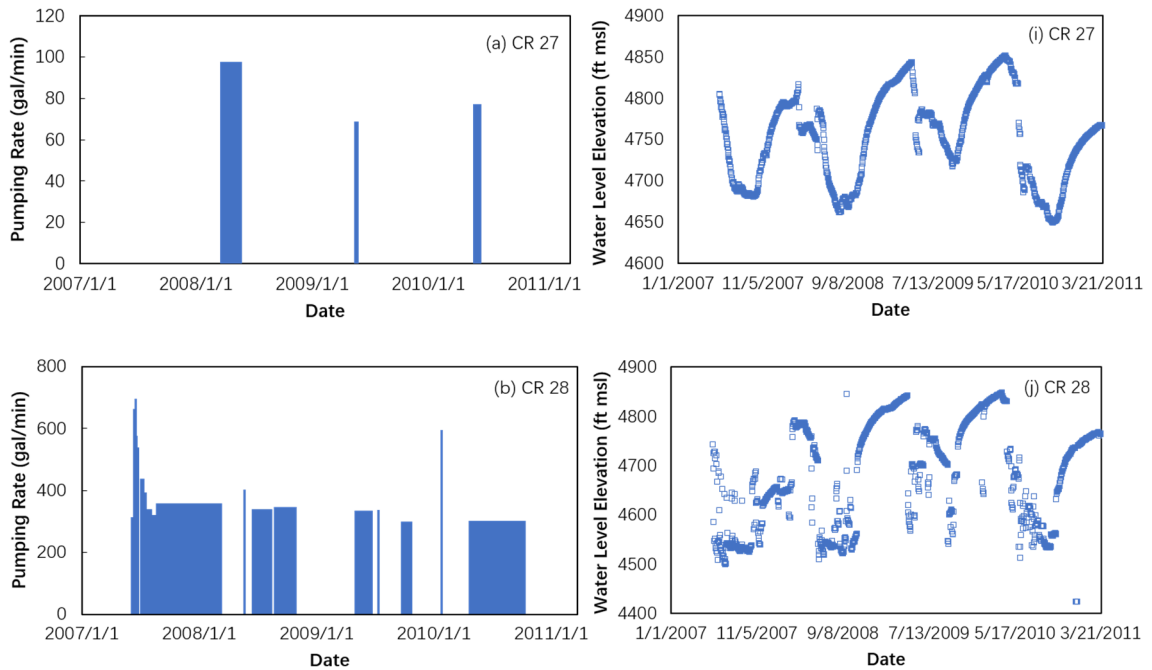 120
100
80
60
40
20
0
Pumping Rate (gal/min)
(a) CR 27
2007/1/1 2008/1/1 2009/1/1 2010/1/1 2011/1/1
Date
4900
4850
4800
4750
4700
4650
4600
Water Level Elevation (ft msl)
(i) CR 27
1/1/2007 11/5/2007 9/8/2008 7/13/2009 5/17/2010 3/21/2011
Date
800
600
400
200
0
Pumping Rate (gal/min)
(b) CR 28
2007/1/1 2008/1/1 2009/1/1 2010/1/1 2011/1/1
Date
4900
4800
4700
4600
4500
4400
Water Level Elevation (ft msl)
(j) CR 28
1/1/2007 11/5/2007 9/8/2008 7/13/2009 5/17/2010 3/21/2011
Date